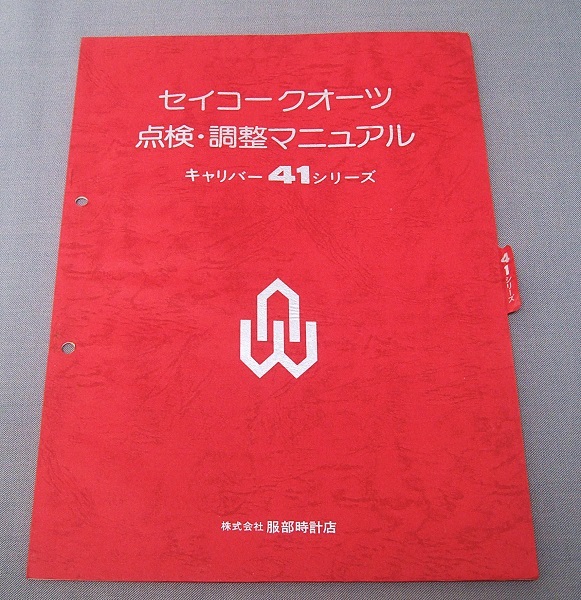 セイコークオーツ
点検・調整マニュアル
キャリバー41シリーズ
41シリーズ
株式会社 服部時計店